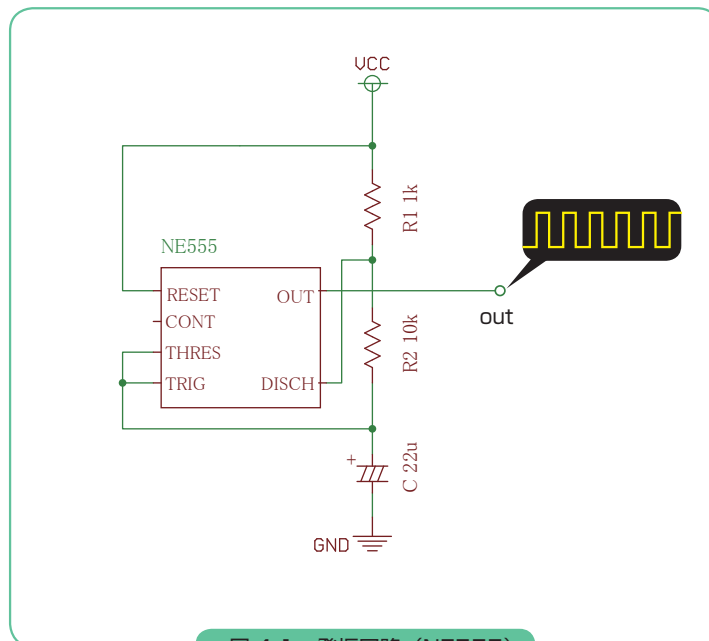 VCC
R1 1k
NE555
RESET
OUT
CONT
out
R2 10k
THRES
TRIG
DISCH
+
C 22u
GND